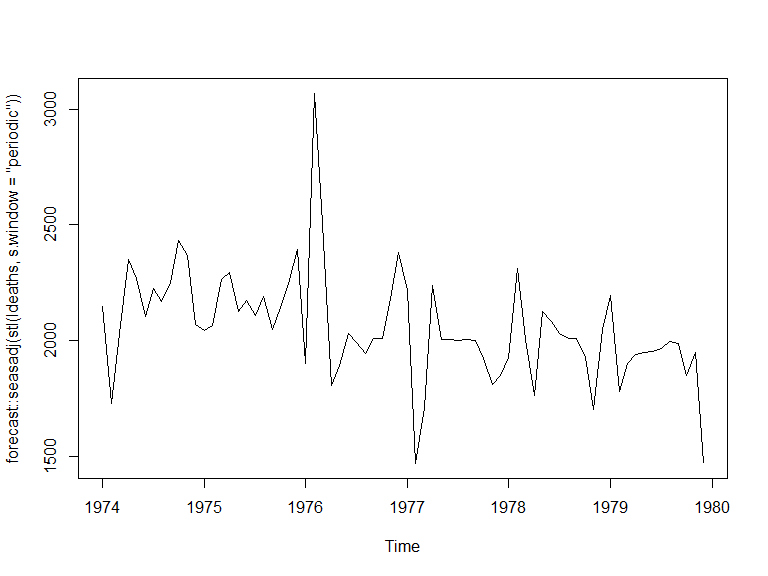 forecast::seasadj(stl(ldeaths, s.window = "periodic"))
3000
2500
2000
1500
1974 1975 1976 1977 1978 1979 1980
Time